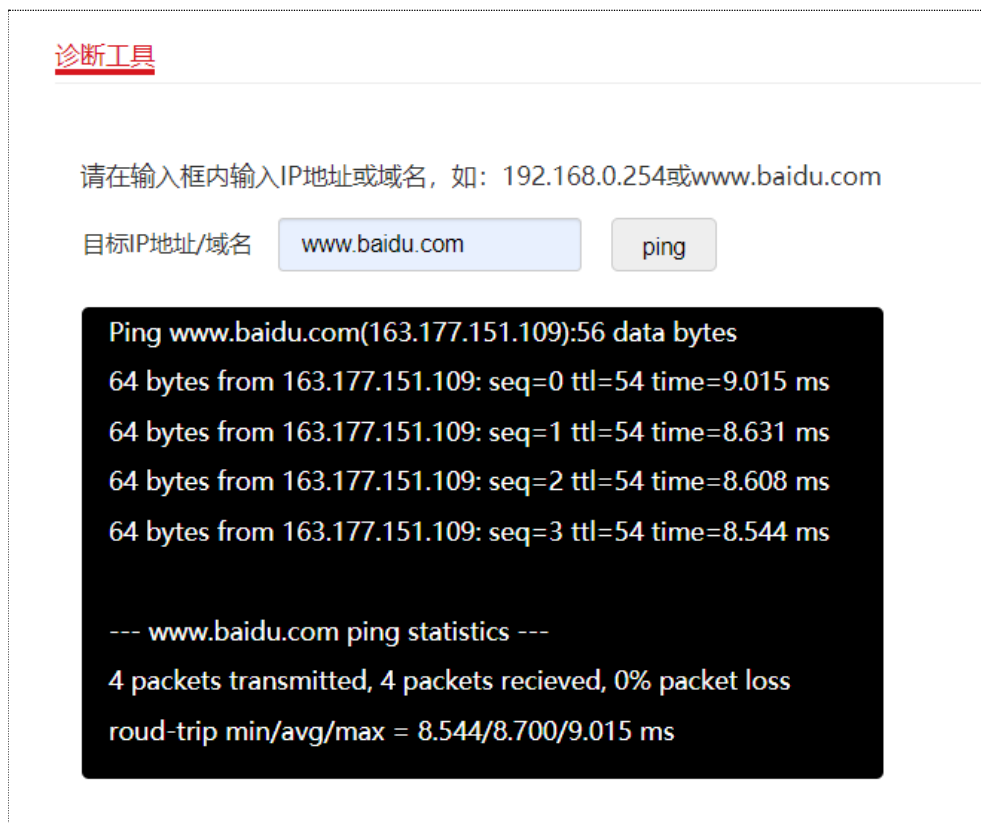 诊断工具
请在输入框内输入IP地址或域名，如：192.168.0.254或www.baidu.com
目标IP地址/域名 www.baidu.com ping
Ping www.baidu.com(163.177.151.109):56 data bytes
64 bytes from 163.177.151.109: seq=0 ttl=54 time=9.015 ms
64 bytes from 163.177.151.109: seq=1 ttl=54 time=8.631 ms
64 bytes from 163.177.151.109: seq=2 ttl=54 time=8.608 ms
64 bytes from 163.177.151.109: seq=3 ttl=54 time=8.544 ms
--- www.baidu.com ping statistics ---
4 packets transmitted, 4 packets recieved, 0% packet loss
roud-trip min/avg/max = 8.544/8.700/9.015 ms